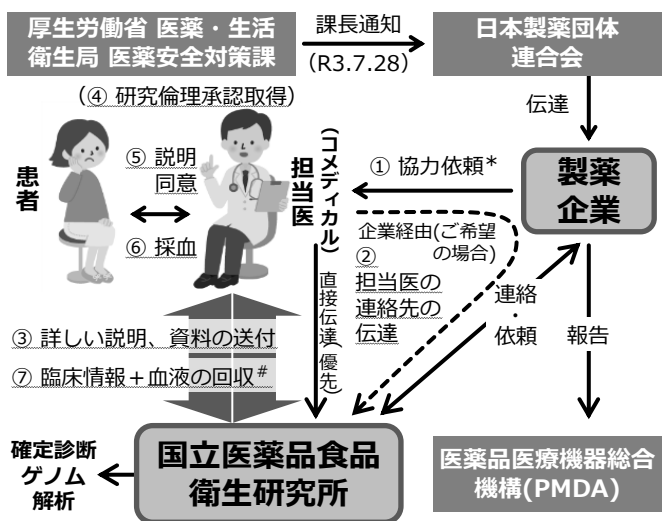 厚生労働省 医薬・生活
衛生局 医薬安全対策課
課長通知
(R3.7.28)
日本製薬団体
連合会
伝達
(④ 研究倫理承認取得)
患者
⑤ 説明
同意
⑥ 採血
担当医
(コメディカル)
① 協力依頼*
製薬
企業
企業経由(ご希望
の場合)
②
担当医の
連絡先の
伝達
直接伝達(優先)
連絡・依頼
報告
③ 詳しい説明、資料の送付
⑦ 臨床情報＋血液の回収#
確定診断
ゲノム
解析
国立医薬品食品
衛生研究所
医薬品医療機器総合
機構(PMDA)